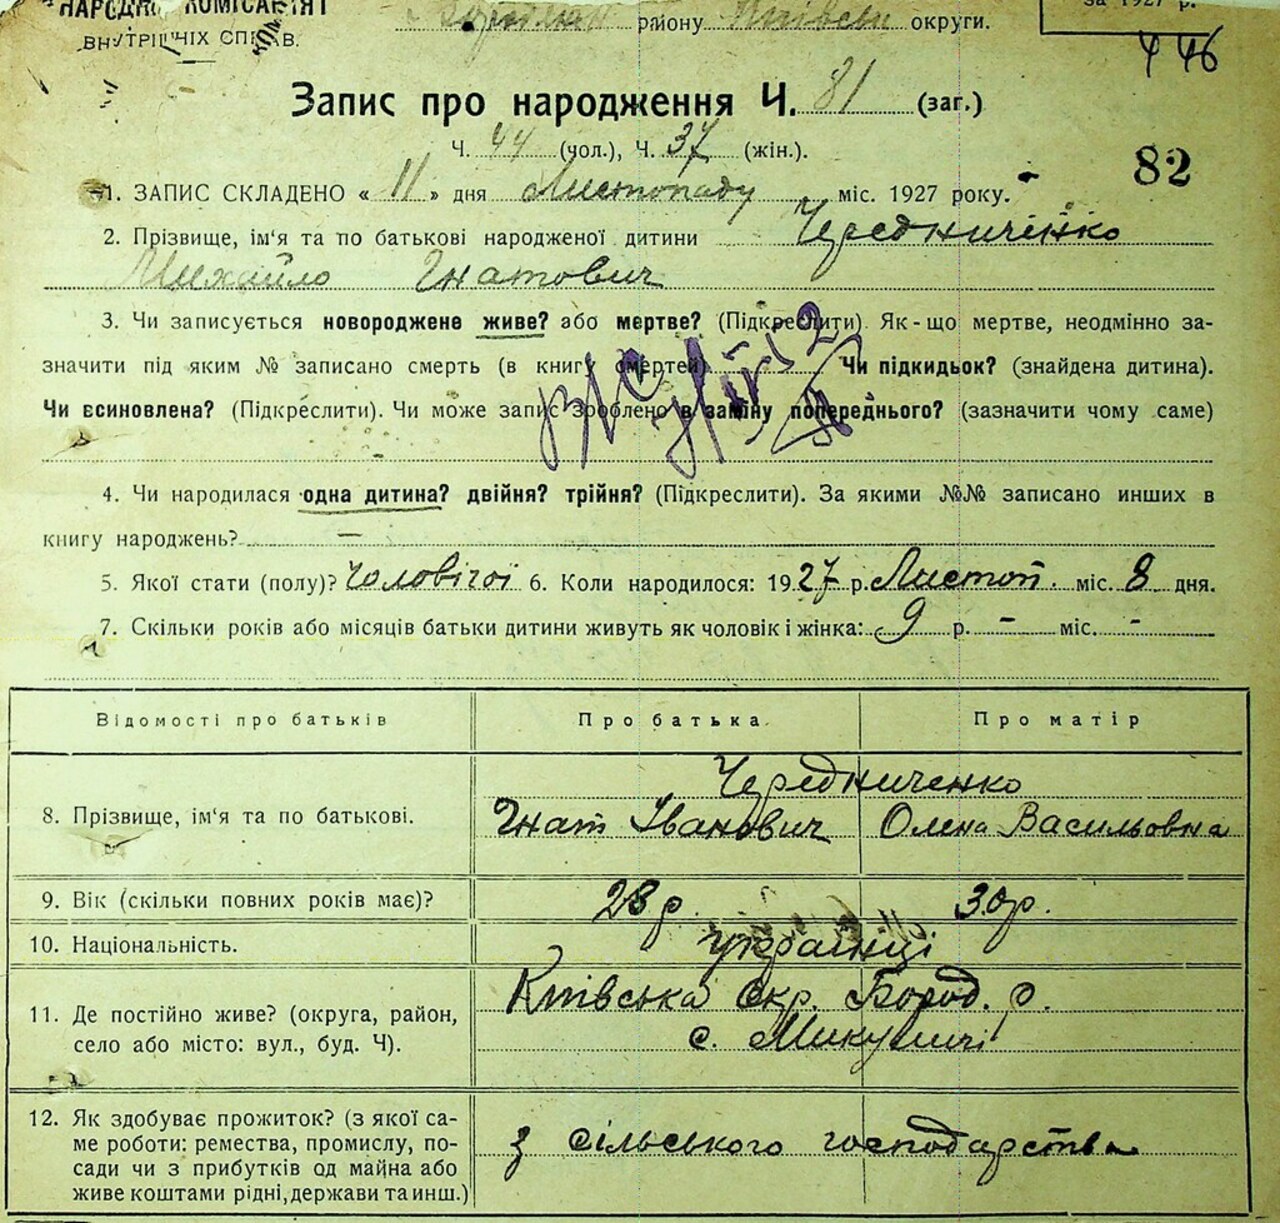 НАРОДН. КОМІСАРІЯТ
ВНУТРІШНІХ СПРАВ.
району Київськ округи.
за 1927 р.
446
Запис про народження Ч. 81 (заг.)
Ч. 44 (чол.), Ч. 37 (жін.).
82
1. ЗАПИС СКЛАДЕНО « 11 » дня Листопаду міс. 1927 року.
2. Прізвище, ім'я та по батькові народженої дитини Чередниченко
Михайло Гнатович
3. Чи записується новороджене живе? або мертве? (Підкреслити). Як-що мертве, неодмінно за-
значити під яким № записано смерть (в книгу смертей) Чи підкидьок? (знайдена дитина).
Чи всиновлена? (Підкреслити). Чи може запис зроблено в заміну попереднього? (зазначити чому саме)
4. Чи народилася одна дитина? двійня? трійня? (Підкреслити). За якими №№ записано инших в
книгу народжень? —
5. Якої стати (полу)? чоловічої 6. Коли народилося: 1927 р. Листоп. міс. 8 дня.
7. Скільки років або місяців батьки дитини живуть як чоловік і жінка: 9 р. - міс. -
Відомості про батьків Про батька. Про матір
Чередниченко
8. Прізвище, ім'я та по батькові. Гнат Іванович Олена Васильовна
9. Вік (скільки повних років має)? 28 р. 30 р.
10. Національність. українці
11. Де постійно живе? (округа, район, Київська Окр. Бород. р.
село або місто: вул., буд. Ч). с. Микуличі
12. Як здобуває прожиток? (з якої са-
ме роботи: ремества, промислу, по- з сільського господарства
сади чи з прибутків од майна або
живе коштами рідні, держави та инш.)